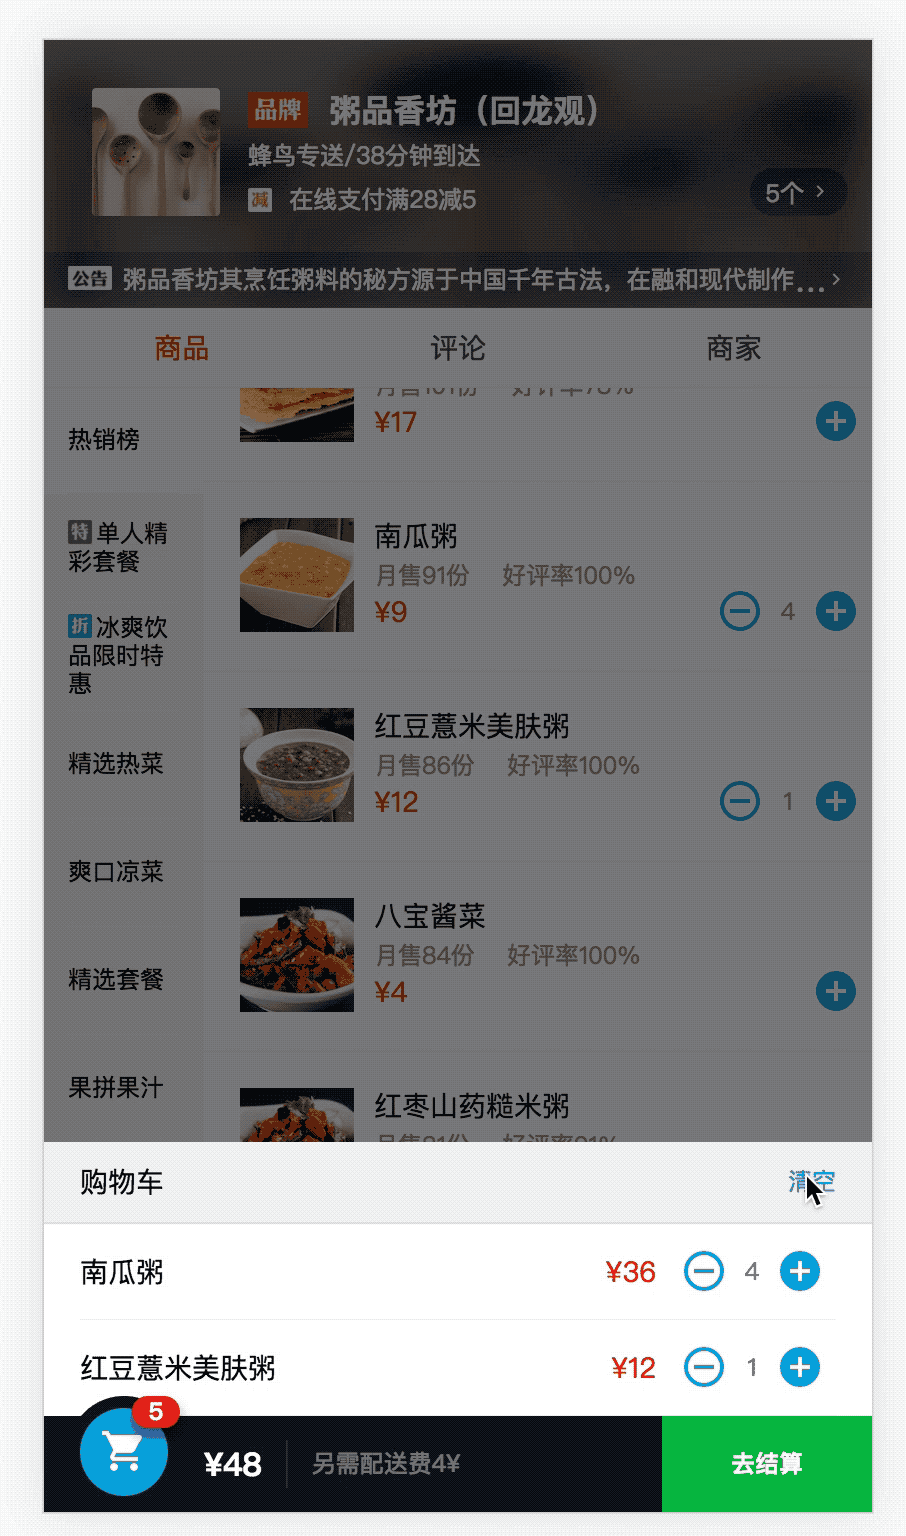 品牌 粥品香坊（回龙观）
蜂鸟专送/38分钟到达
减 在线支付满28减5
5个
公告 粥品香坊其烹饪粥料的秘方源于中国千年古法，在融和现代制作...
商品 评论 商家
¥17
热销榜
南瓜粥
月售91份 好评率100%
¥9
4
特 单人精
彩套餐
折 冰爽饮
品限时特
惠
红豆薏米美肤粥
月售86份 好评率100%
¥12
1
精选热菜
爽口凉菜
八宝酱菜
月售84份 好评率100%
¥4
精选套餐
果拼果汁
红枣山药糙米粥
购物车 清空
南瓜粥 ¥36 4
红豆薏米美肤粥 ¥12 1
5
¥48 另需配送费4¥ 去结算